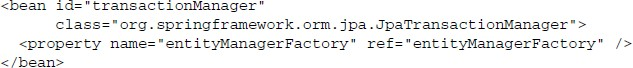 <bean id="transactionManager"
class="org.springframework.orm.jpa.JpaTransactionManager">
<property name="entityManagerFactory" ref="entityManagerFactory" />
</bean>